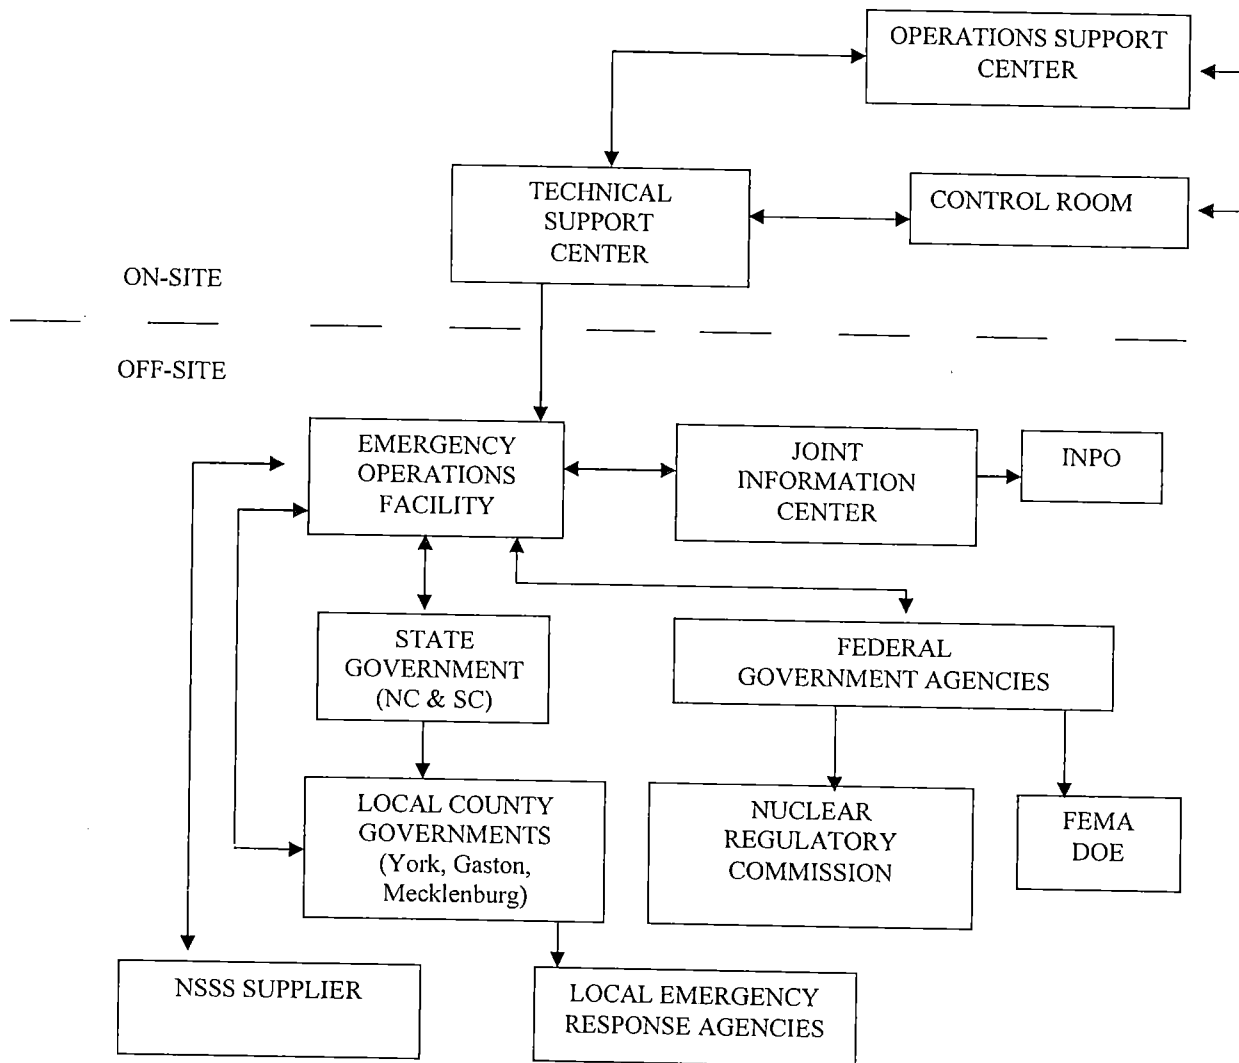 OPERATIONS SUPPORT
CENTER
TECHNICAL
SUPPORT
CENTER
CONTROL ROOM
ON-SITE
OFF-SITE
EMERGENCY
OPERATIONS
FACILITY
JOINT
INFORMATION
CENTER
INPO
STATE
GOVERNMENT
(NC & SC)
FEDERAL
GOVERNMENT AGENCIES
LOCAL COUNTY
GOVERNMENTS
(York, Gaston,
Mecklenburg)
NUCLEAR
REGULATORY
COMMISSION
FEMA
DOE
NSSS SUPPLIER
LOCAL EMERGENCY
RESPONSE AGENCIES